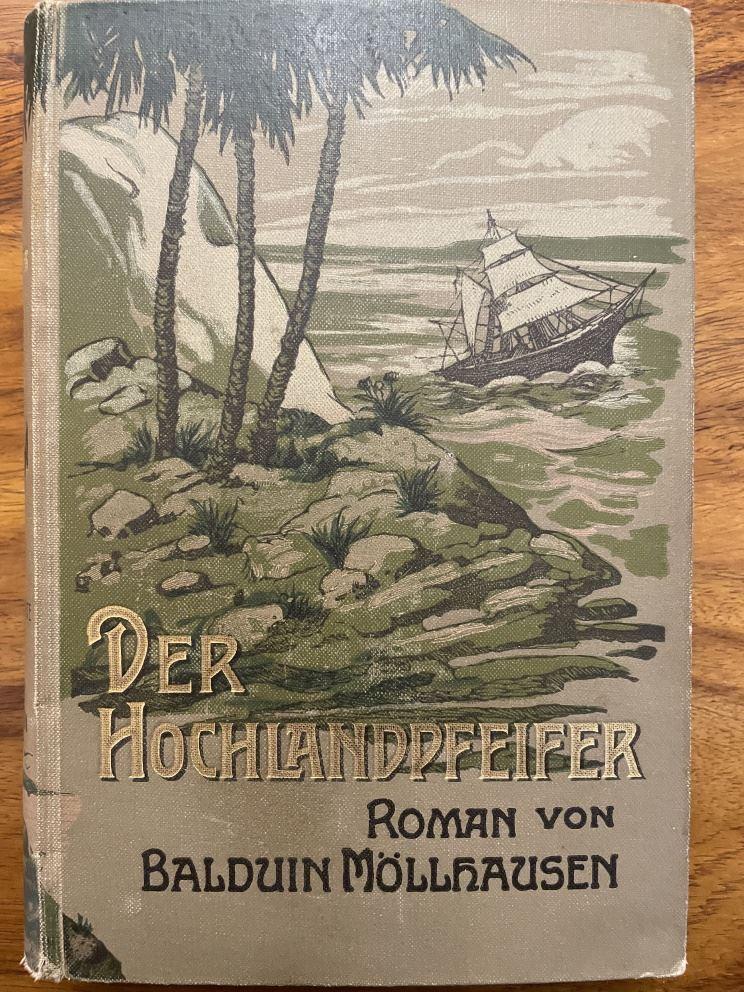 DER
HOCHLANDPFEIFER
ROMAN VON
BALDUIN MÖLLHAUSEN